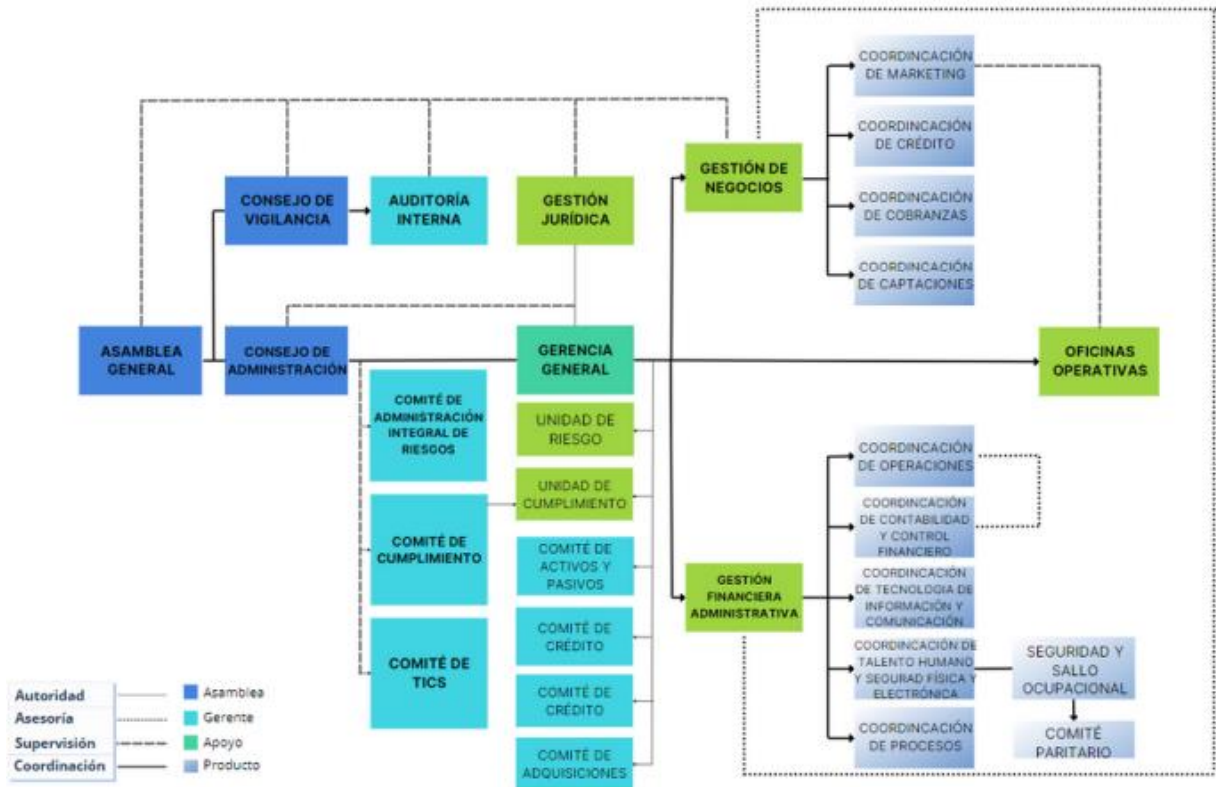 COORDINCACIÓN
DE MARKETING
COORDINCACIÓN
DE CRÉDITO
GESTIÓN DE
NEGOCIOS
CONSEJO DE
VIGILANCIA
AUDITORÍA
INTERNA
GESTIÓN
JURÍDICA
COORDINCACIÓN
DE COBRANZAS
COORDINCACIÓN
DE CAPTACIONES
ASAMBLEA
GENERAL
CONSEJO DE
ADMINISTRACIÓN
GERENCIA
GENERAL
OFICINAS
OPERATIVAS
COMITÉ DE
ADMINISTRACIÓN
INTEGRAL DE
RIESGOS
UNIDAD DE
RIESGO
COORDINCACIÓN
DE OPERACIONES
COMITÉ DE
CUMPLIMIENTO
UNIDAD DE
CUMPLIMIENTO
COORDINCACIÓN
DE CONTABILIDAD
Y CONTROL
FINANCIERO
COMITÉ DE
ACTIVOS Y
PASIVOS
GESTIÓN
FINANCIERA
ADMINISTRATIVA
COORDINCACIÓN
DE TECNOLOGIA DE
INFORMACIÓN Y
COMUNICACIÓN
COMITÉ DE
TICS
COMITÉ DE
CRÉDITO
COORDINCACIÓN DE
TALENTO HUMANO
Y SEGURAD FÍSICA Y
ELECTRÓNICA
SEGURIDAD Y
SALLO
OCUPACIONAL
COMITÉ DE
CRÉDITO
COORDINCACIÓN
DE PROCESOS
COMITÉ
PARITARIO
COMITÉ DE
ADQUISICIONES
Autoridad
Asesoría
Supervisión
Coordinación
Asamblea
Gerente
Apoyo
Producto